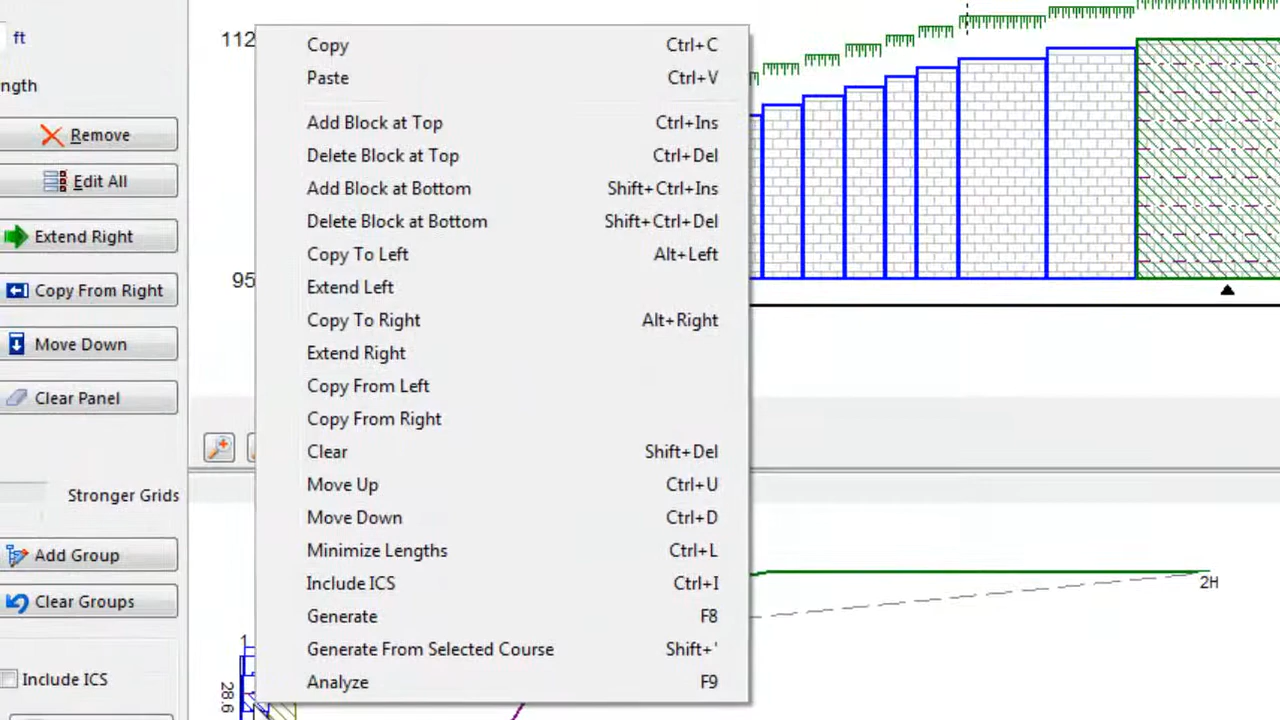 ft
ngth
Remove
Edit All
Extend Right
Copy From Right
Move Down
Clear Panel
Stronger Grids
Add Group
Clear Groups
Include ICS
112
95
Copy Ctrl+C
Paste Ctrl+V
Add Block at Top Ctrl+Ins
Delete Block at Top Ctrl+Del
Add Block at Bottom Shift+Ctrl+Ins
Delete Block at Bottom Shift+Ctrl+Del
Copy To Left Alt+Left
Extend Left
Copy To Right Alt+Right
Extend Right
Copy From Left
Copy From Right
Clear Shift+Del
Move Up Ctrl+U
Move Down Ctrl+D
Minimize Lengths Ctrl+L
Include ICS Ctrl+I
Generate F8
Generate From Selected Course Shift+'
Analyze F9
2H
1
28.6